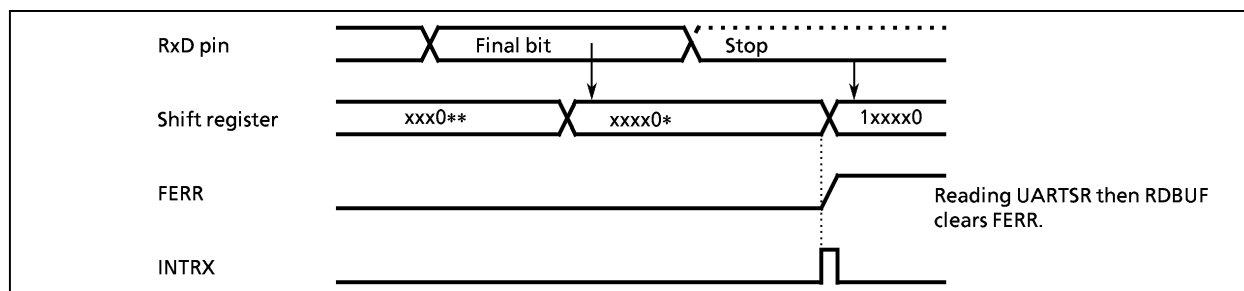 RxD pin Final bit Stop
Shift register xxx0** xxxx0* 1xxxx0
FERR
Reading UARTSR then RDBUF
clears FERR.
INTRX